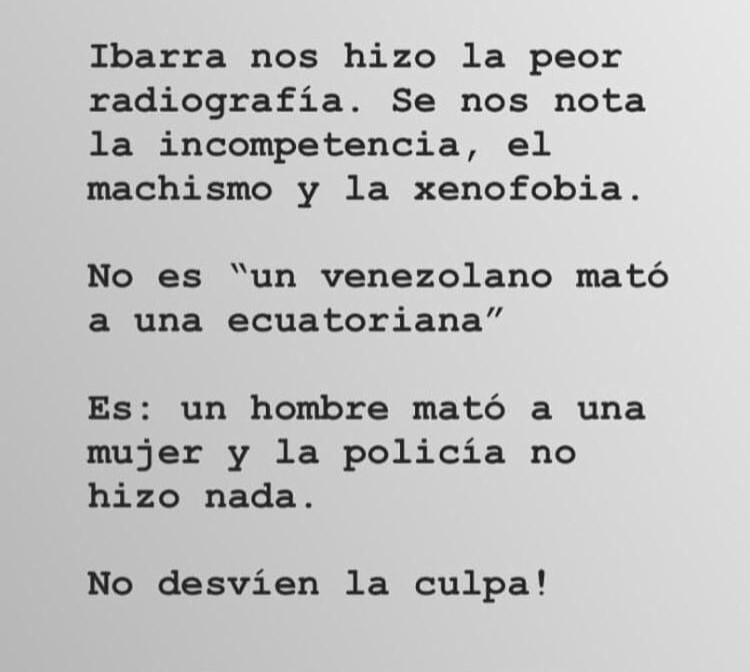 Ibarra nos hizo la peor
radiografía. Se nos nota
la incompetencia, el
machismo y la xenofobia.
No es "un venezolano mató
a una ecuatoriana”
Es: un hombre mató a una
mujer y la policía no
hizo nada.
No desvíen la culpa!